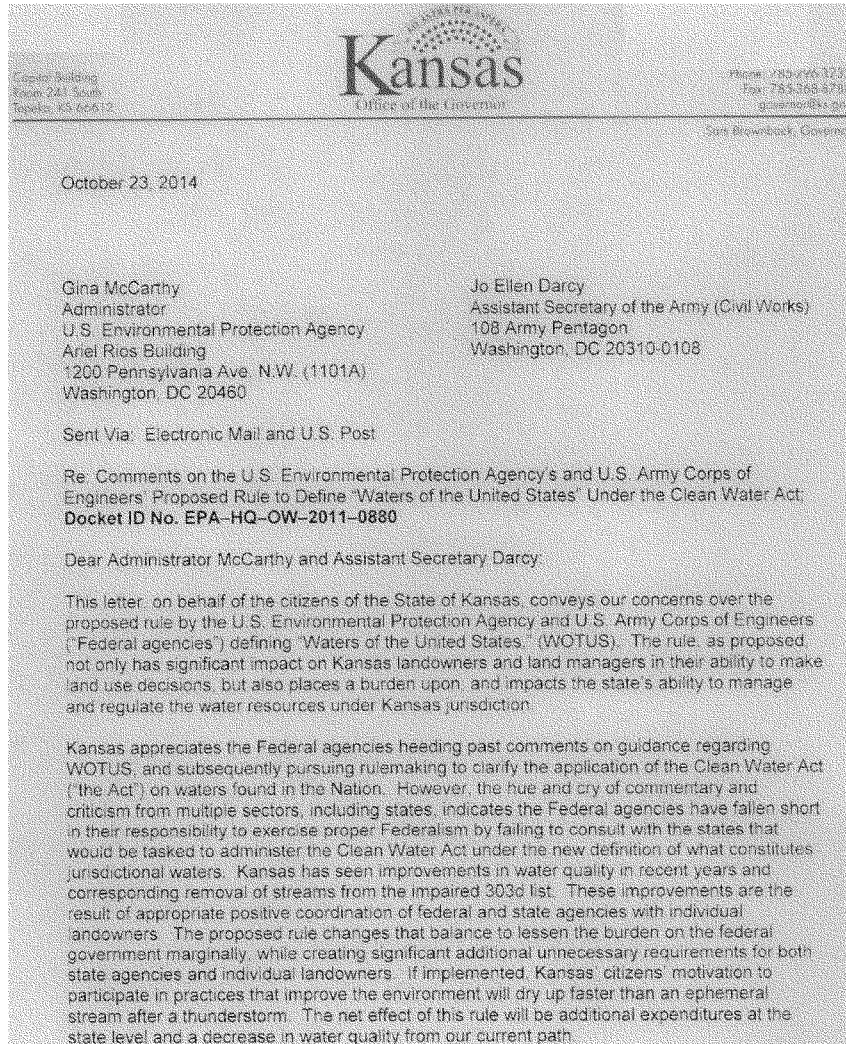 Kansas
Office of the Governor
Capitol Building
Room 241 South
Topeka, KS 66612
Sam Brownback, Governor
October 23, 2014
Gina McCarthy
Administrator
U.S. Environmental Protection Agency
Ariel Rios Building
1200 Pennsylvania Ave. N.W. (1101A)
Washington, DC 20460
Jo Ellen Darcy
Assistant Secretary of the Army (Civil Works)
108 Army Pentagon
Washington, DC 20310-0108
Sent Via: Electronic Mail and U.S. Post
Re: Comments on the U.S. Environmental Protection Agency's and U.S. Army Corps of
Engineers' Proposed Rule to Define "Waters of the United States" Under the Clean Water Act;
Docket ID No. EPA–HQ–OW–2011–0880
Dear Administrator McCarthy and Assistant Secretary Darcy:
This letter, on behalf of the citizens of the State of Kansas, conveys our concerns over the
proposed rule by the U.S. Environmental Protection Agency and U.S. Army Corps of Engineers
("Federal agencies") defining "Waters of the United States," (WOTUS). The rule, as proposed,
not only has significant impact on Kansas landowners and land managers in their ability to make
land use decisions, but also places a burden upon, and impacts the state's ability to manage
and regulate the water resources under Kansas jurisdiction.
Kansas appreciates the Federal agencies heeding past comments on guidance regarding
WOTUS, and subsequently pursuing rulemaking to clarify the application of the Clean Water Act
("the Act") on waters found in the Nation. However, the hue and cry of commentary and
criticism from multiple sectors, including states, indicates the Federal agencies have fallen short
in their responsibility to exercise proper Federalism by failing to consult with the states that
would be tasked to administer the Clean Water Act under the new definition of what constitutes
jurisdictional waters. Kansas has seen improvements in water quality in recent years and
corresponding removal of streams from the impaired 303d list. These improvements are the
result of appropriate positive coordination of federal and state agencies with individual
landowners. The proposed rule changes that balance to lessen the burden on the federal
government marginally, while creating significant additional unnecessary requirements for both
state agencies and individual landowners. If implemented, Kansas' citizens' motivation to
participate in practices that improve the environment will dry up faster than an ephemeral
stream after a thunderstorm. The net effect of this rule will be additional expenditures at the
state level and a decrease in water quality from our current path.